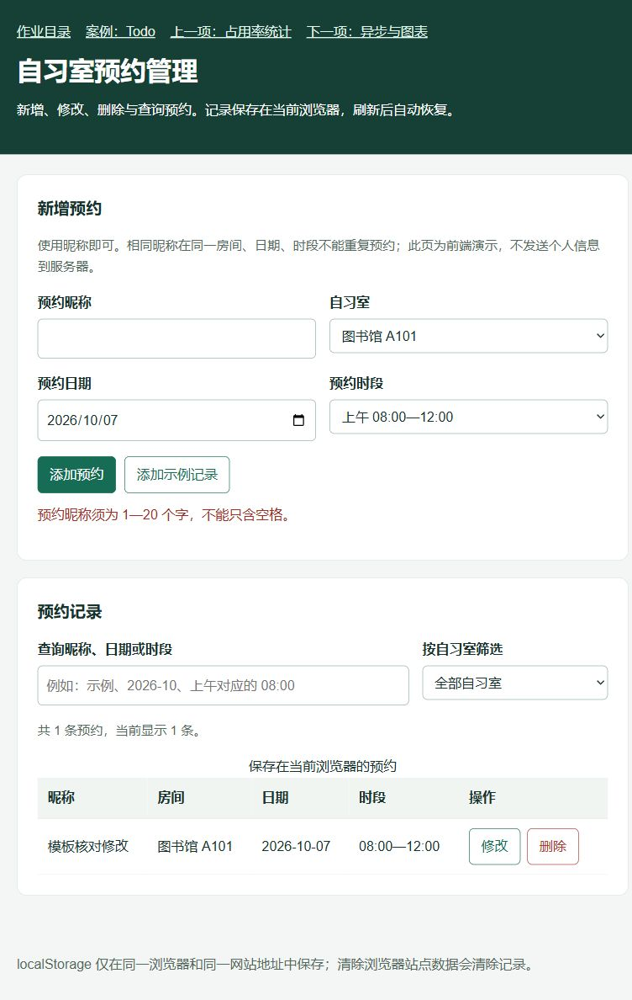 作业目录 案例：Todo 上一项：占用率统计 下一项：异步与图表
自习室预约管理
新增、修改、删除与查询预约。记录保存在当前浏览器，刷新后自动恢复。
新增预约
使用昵称即可。相同昵称在同一房间、日期、时段不能重复预约；此页为前端演示，不发送个人信息
到服务器。
预约昵称 自习室
图书馆 A101
预约日期 预约时段
2026/10/07 上午 08:00—12:00
添加预约 添加示例记录
预约昵称须为 1—20 个字，不能只含空格。
预约记录
查询昵称、日期或时段 按自习室筛选
例如：示例、2026-10、上午对应的 08:00 全部自习室
共 1 条预约，当前显示 1 条。
保存在当前浏览器的预约
昵称 房间 日期 时段 操作
模板核对修改 图书馆 A101 2026-10-07 08:00—12:00 修改 删除
localStorage 仅在同一浏览器和同一网站地址中保存；清除浏览器站点数据会清除记录。